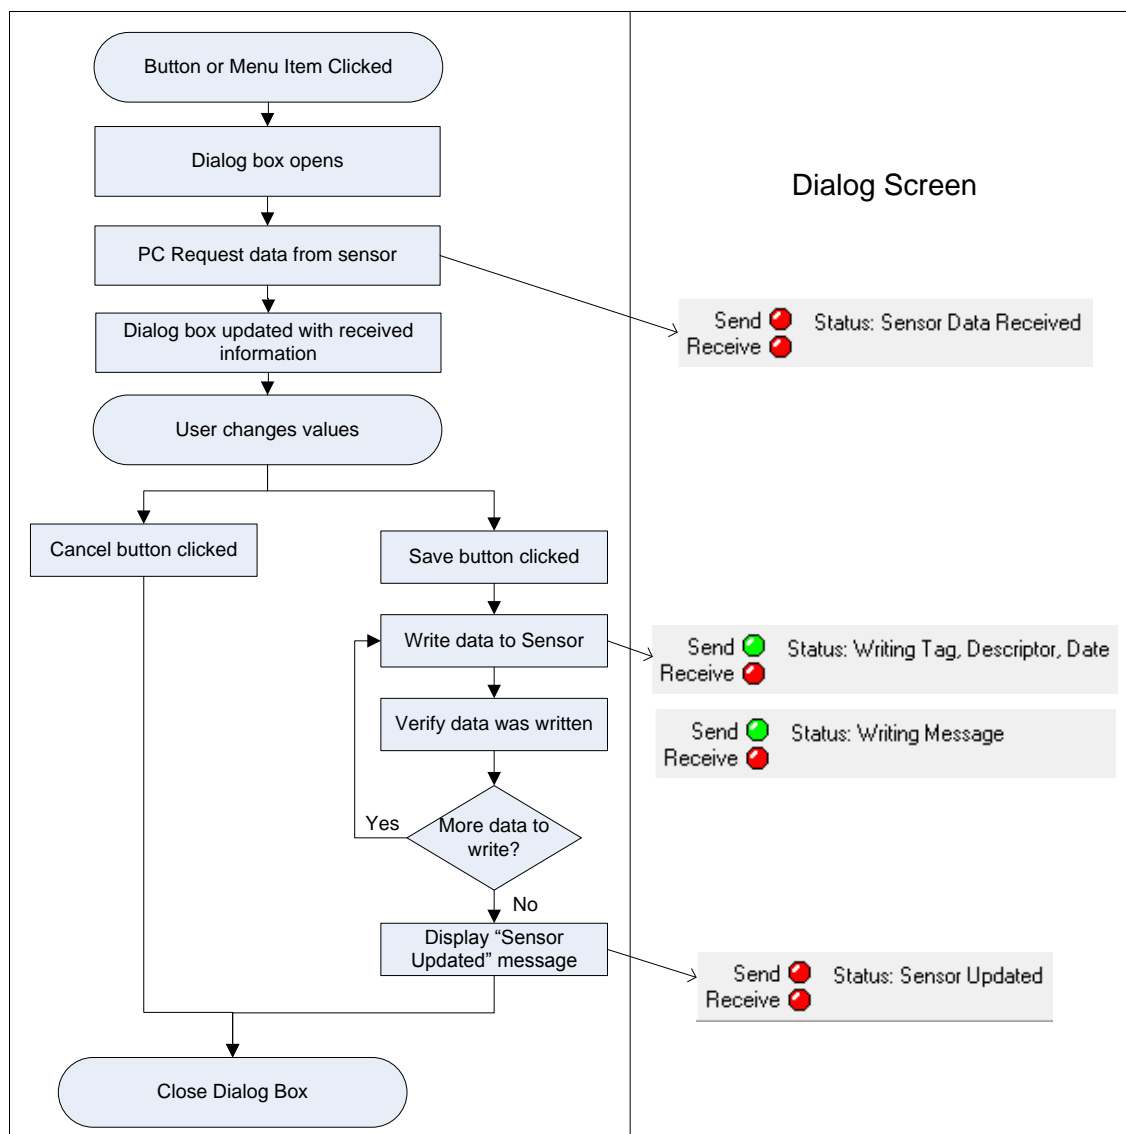 Button or Menu Item Clicked
Dialog box opens
Dialog Screen
PC Request data from sensor
Send
Status: Sensor Data Received
Receive
Dialog box updated with received
information
User changes values
Cancel button clicked
Save button clicked
Write data to Sensor
Send
Status: Writing Tag, Descriptor, Date
Receive
Verify data was written
Send
Status: Writing Message
Receive
Yes
More data to
write?
No
Display “Sensor
Updated” message
Send
Status: Sensor Updated
Receive
Close Dialog Box